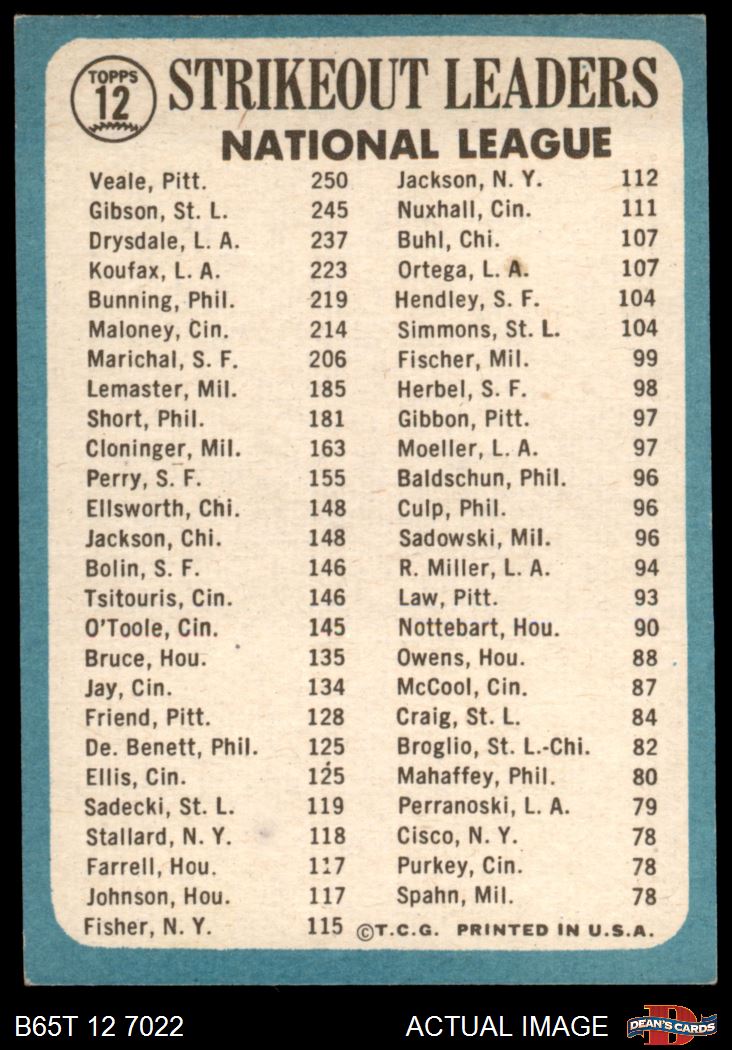 TOPPS
12
STRIKEOUT LEADERS
NATIONAL LEAGUE
Veale, Pitt. 250
Gibson, St. L. 245
Drysdale, L. A. 237
Koufax, L. A. 223
Bunning, Phil. 219
Maloney, Cin. 214
Marichal, S. F. 206
Lemaster, Mil. 185
Short, Phil. 181
Cloninger, Mil. 163
Perry, S. F. 155
Ellsworth, Chi. 148
Jackson, Chi. 148
Bolin, S. F. 146
Tsitouris, Cin. 146
O'Toole, Cin. 145
Bruce, Hou. 135
Jay, Cin. 134
Friend, Pitt. 128
De. Benett, Phil. 125
Ellis, Cin. 125
Sadecki, St. L. 119
Stallard, N. Y. 118
Farrell, Hou. 117
Johnson, Hou. 117
Fisher, N. Y. 115
Jackson, N. Y. 112
Nuxhall, Cin. 111
Buhl, Chi. 107
Ortega, L. A. 107
Hendley, S. F. 104
Simmons, St. L. 104
Fischer, Mil. 99
Herbel, S. F. 98
Gibbon, Pitt. 97
Moeller, L. A. 97
Baldschun, Phil. 96
Culp, Phil. 96
Sadowski, Mil. 96
R. Miller, L. A. 94
Law, Pitt. 93
Nottebart, Hou. 90
Owens, Hou. 88
McCool, Cin. 87
Craig, St. L. 84
Broglio, St. L.-Chi. 82
Mahaffey, Phil. 80
Perranoski, L. A. 79
Cisco, N. Y. 78
Purkey, Cin. 78
Spahn, Mil. 78
©T.C.G. PRINTED IN U.S.A.
B65T 12 7022 ACTUAL IMAGE
D
DEAN'S CARDS